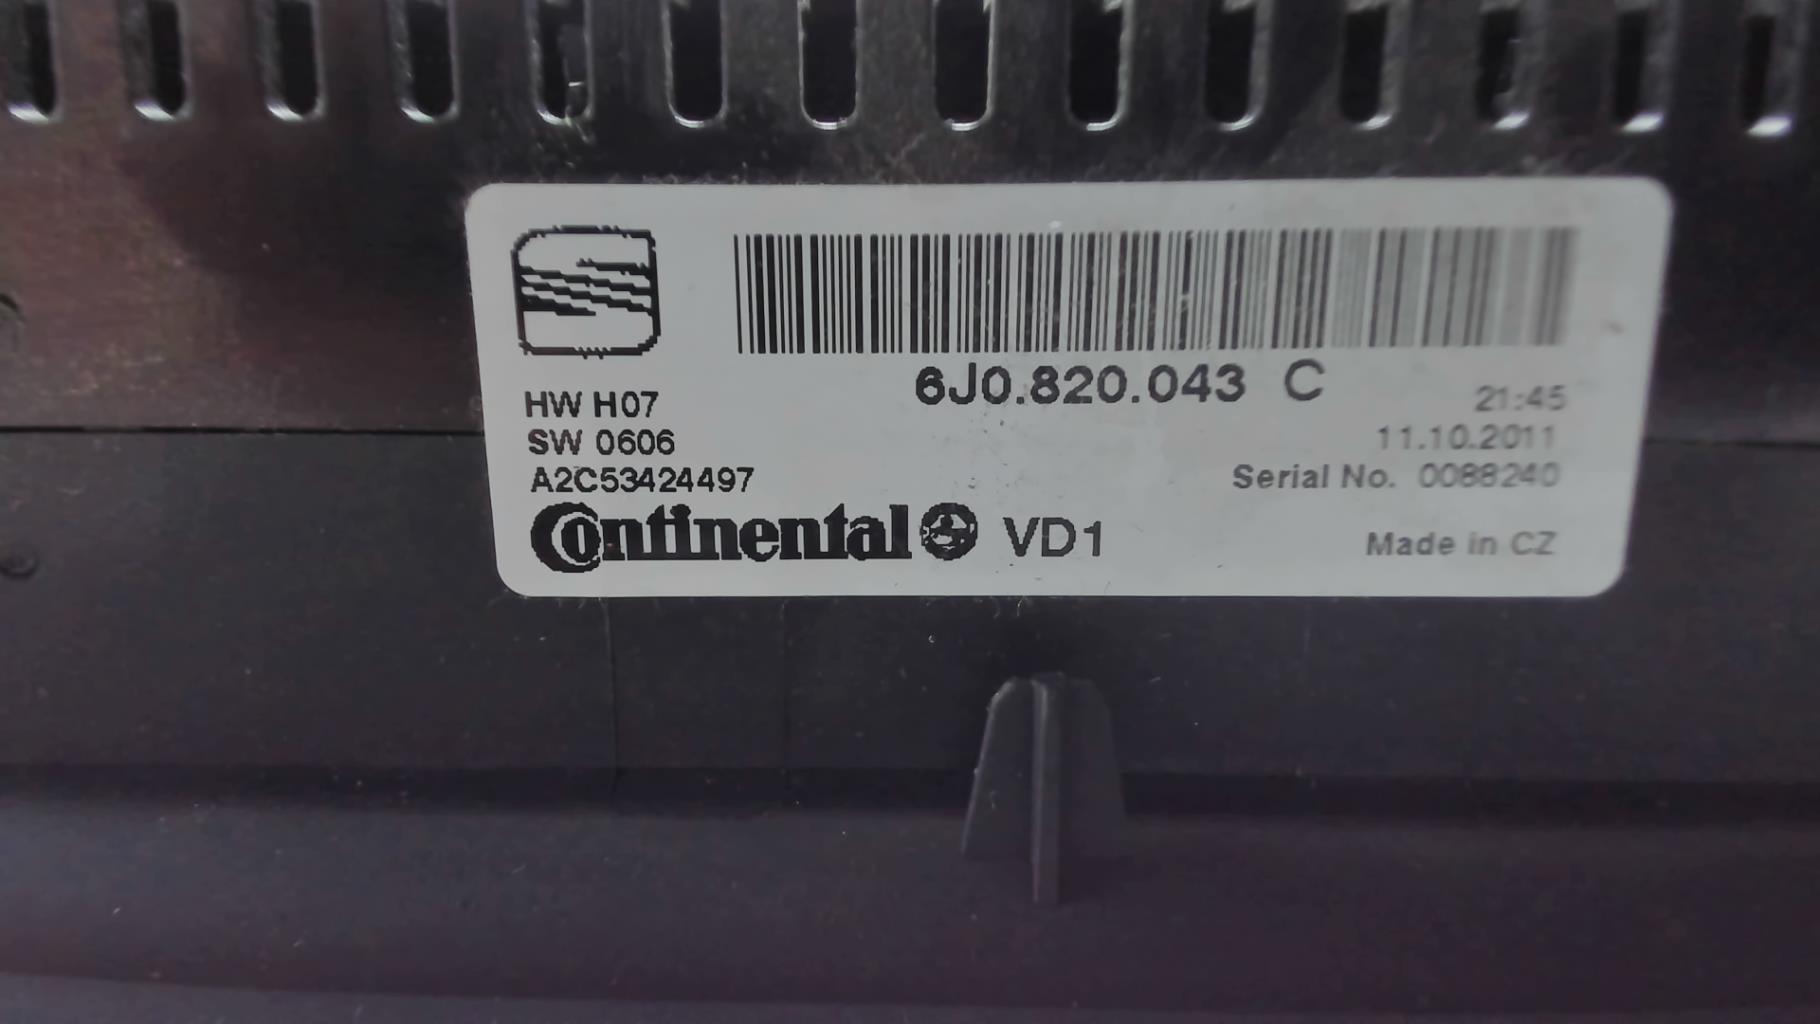 6J0.820.043 C
HW H07
21:45
SW 0606
11.10.2011
A2C53424497
Serial No. 0088240
Continental VD1
Made in CZ